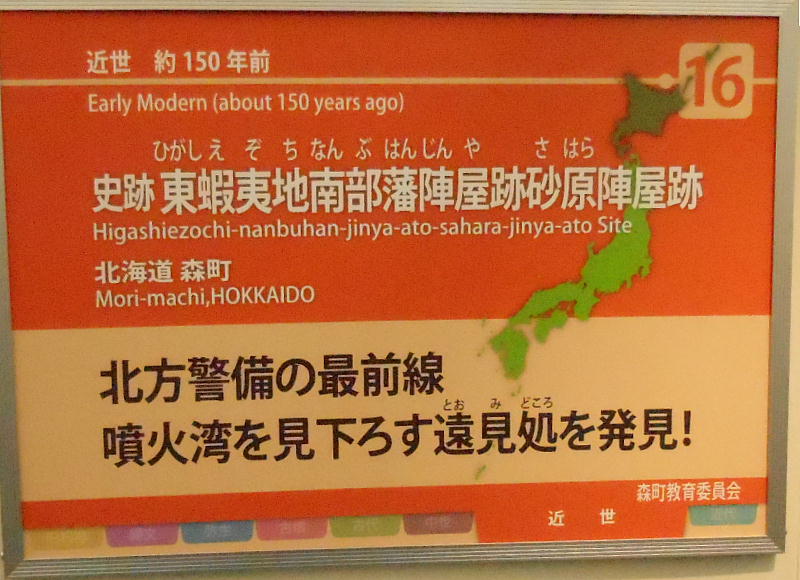 近世 約150年前
16
Early Modern (about 150 years ago)
ひがしえぞちなんぶはんじんや さはら
史跡 東蝦夷地南部藩陣屋跡砂原陣屋跡
Higashiezochi-nanbuhan-jinya-ato-sahara-jinya-ato Site
北海道 森町
Mori-machi,HOKKAIDO
北方警備の最前線
とおみどころ
噴火湾を見下ろす遠見処を発見!
森町教育委員会
近世